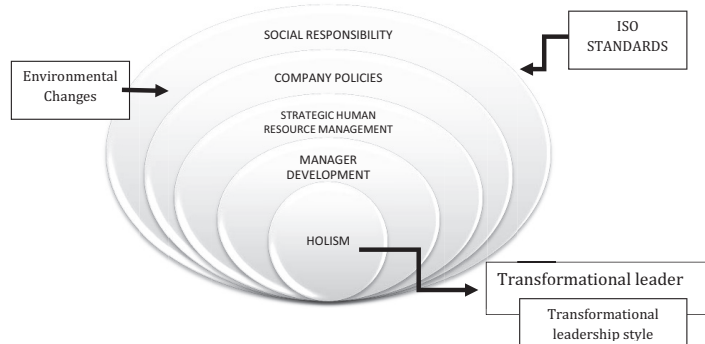 SOCIAL RESPONSIBILITY
ISO
STANDARDS
Environmental
Changes
COMPANY POLICIES
STRATEGIC HUMAN
RESOURCE MANAGEMENT
MANAGER
DEVELOPMENT
HOLISM
Transformational leader
Transformational
leadership style